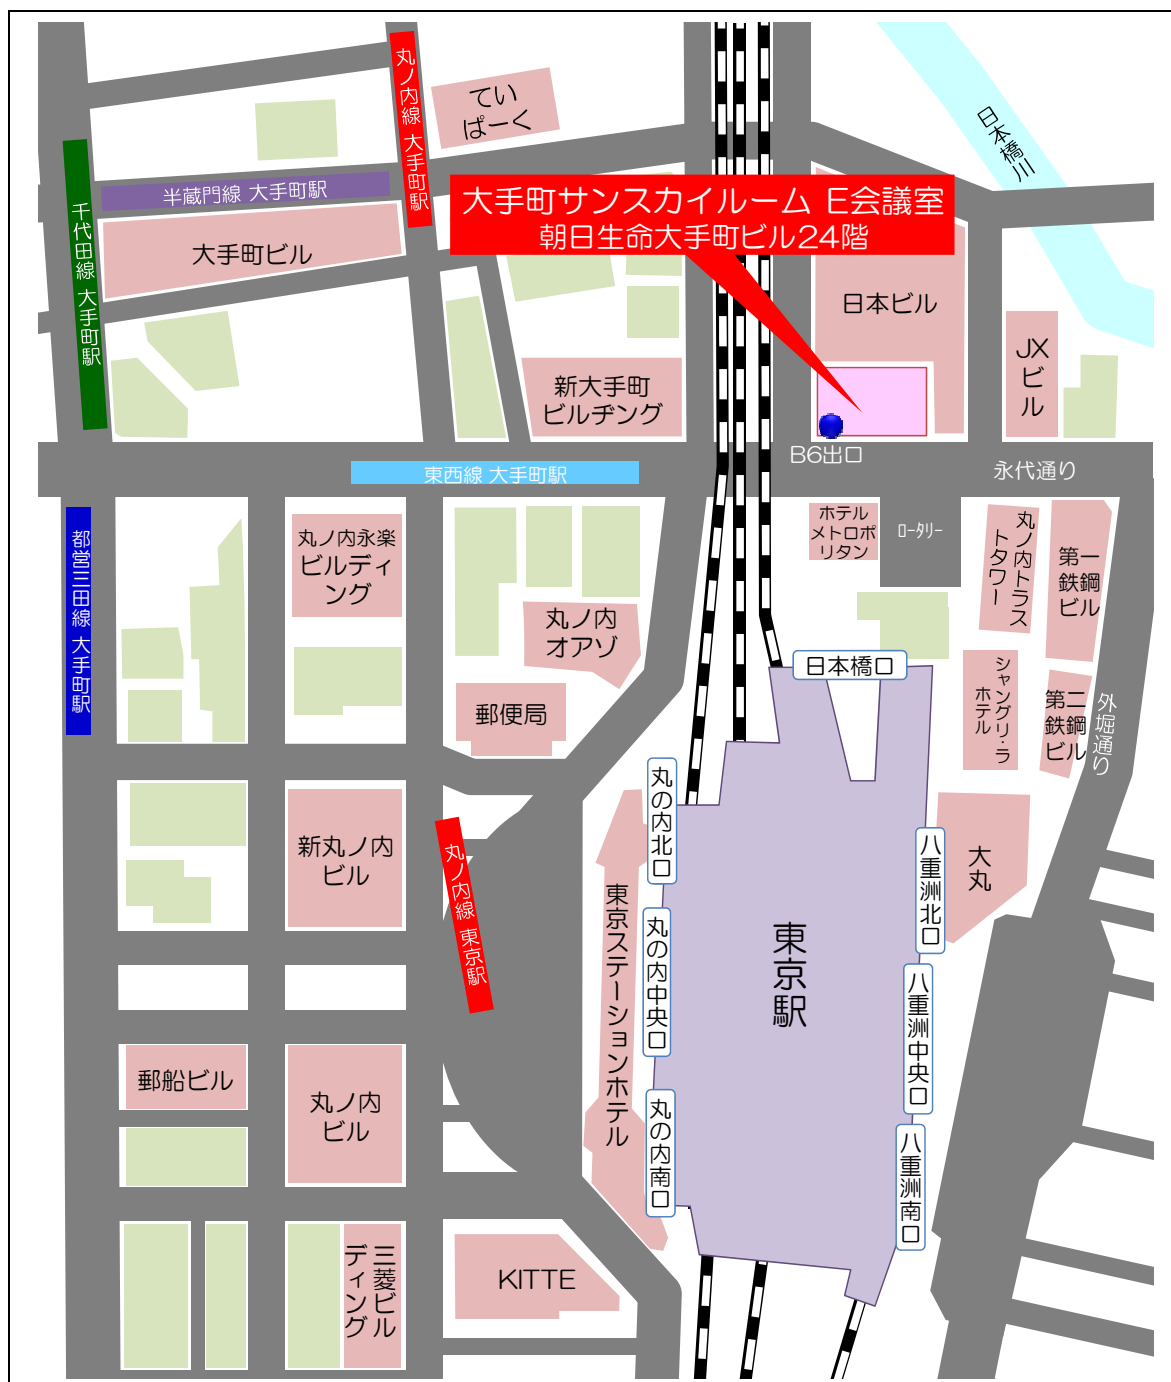 丸ノ内線 大手町駅
てい
ぱーく
日本橋川
千代田線 大手町駅
半蔵門線 大手町駅
大手町サンスカイルーム E会議室
朝日生命大手町ビル24階
大手町ビル
日本ビル
JX
ビ
ル
新大手町
ビルヂング
B6出口
永代通り
東西線 大手町駅
都営三田線 大手町駅
丸ノ内永楽
ビルディ
ング
ホテル
メトロポ
リタン
ロータリー
丸ノ内トラス
トタワー
第一
鉄鋼
ビル
丸ノ内
オアゾ
日本橋口
シャングリ・ラ
ホテル
第二
鉄鋼
ビル
外堀通り
郵便局
丸の内北口
新丸ノ内
ビル
丸ノ内線 東京駅
東京ステーションホテル
大丸
八重洲北口
丸の内中央口
東京駅
八重洲中央口
郵船ビル
丸ノ内
ビル
丸の内南口
八重洲南口
三菱ビル
ディング
KITTE